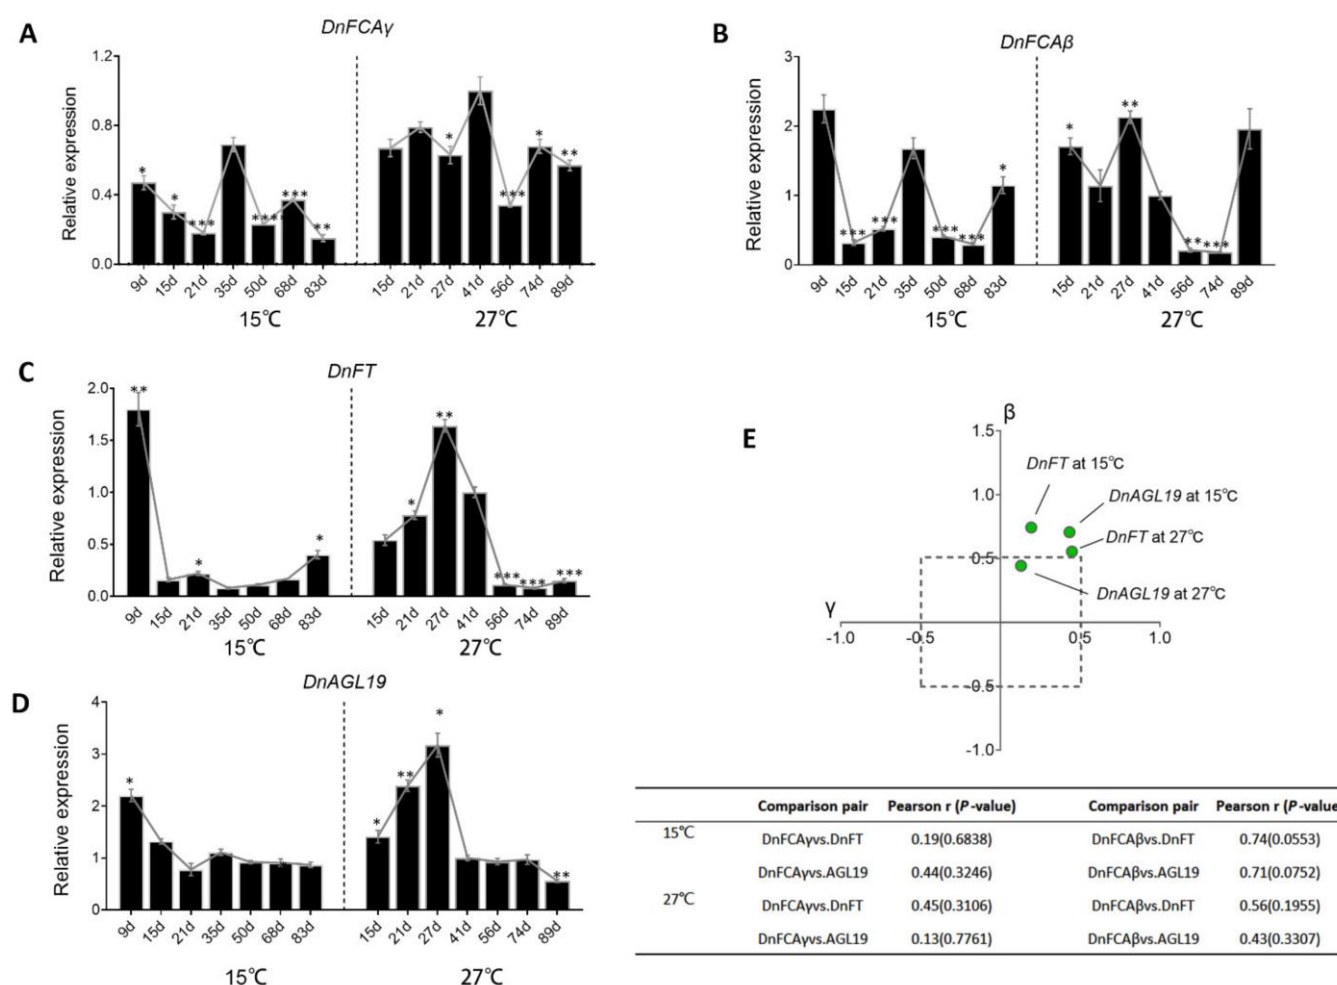 A
DnFCAγ
Relative expression
1.2
0.8
0.4
0.0
* * *** *** *** **
* *** * **
9d 15d 21d 35d 50d 68d 83d
15d 21d 27d 41d 56d 74d 89d
15℃ 27℃
B
DnFCAβ
Relative expression
3
2
1
0
*** *** *** *** *
* ** ** ***
9d 15d 21d 35d 50d 68d 83d
15d 21d 27d 41d 56d 74d 89d
15℃ 27℃
C
DnFT
Relative expression
2.0
1.5
1.0
0.5
0.0
** * *
* ** *** *** ***
9d 15d 21d 35d 50d 68d 83d
15d 21d 27d 41d 56d 74d 89d
15℃ 27℃
D
DnAGL19
Relative expression
4
3
2
1
0
*
* ** * **
9d 15d 21d 35d 50d 68d 83d
15d 21d 27d 41d 56d 74d 89d
15℃ 27℃
E
β
1.5
DnFT at 15℃
1.0
DnAGL19 at 15℃
DnFT at 27℃
0.5
DnAGL19 at 27℃
γ
-1.0 -0.5 0.5 1.0
-0.5
-1.0
Comparison pair Pearson r (P-value) Comparison pair Pearson r (P-value
15℃ DnFCAγvs.DnFT 0.19(0.6838) DnFCAβvs.DnFT 0.74(0.0553)
DnFCAγvs.AGL19 0.44(0.3246) DnFCAβvs.AGL19 0.71(0.0752)
27℃ DnFCAγvs.DnFT 0.45(0.3106) DnFCAβvs.DnFT 0.56(0.1955)
DnFCAγvs.AGL19 0.13(0.7761) DnFCAβvs.AGL19 0.43(0.3307)